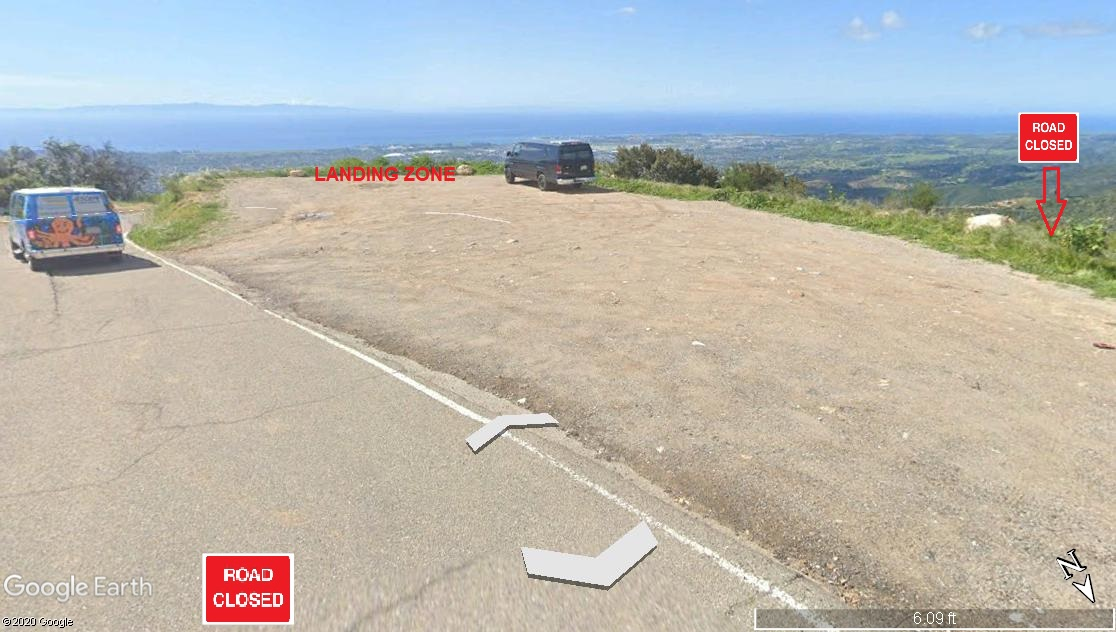 ROAD
CLOSED
LANDING ZONE
ROAD
CLOSED
Google Earth
©2020 Google
N
6.09 ft